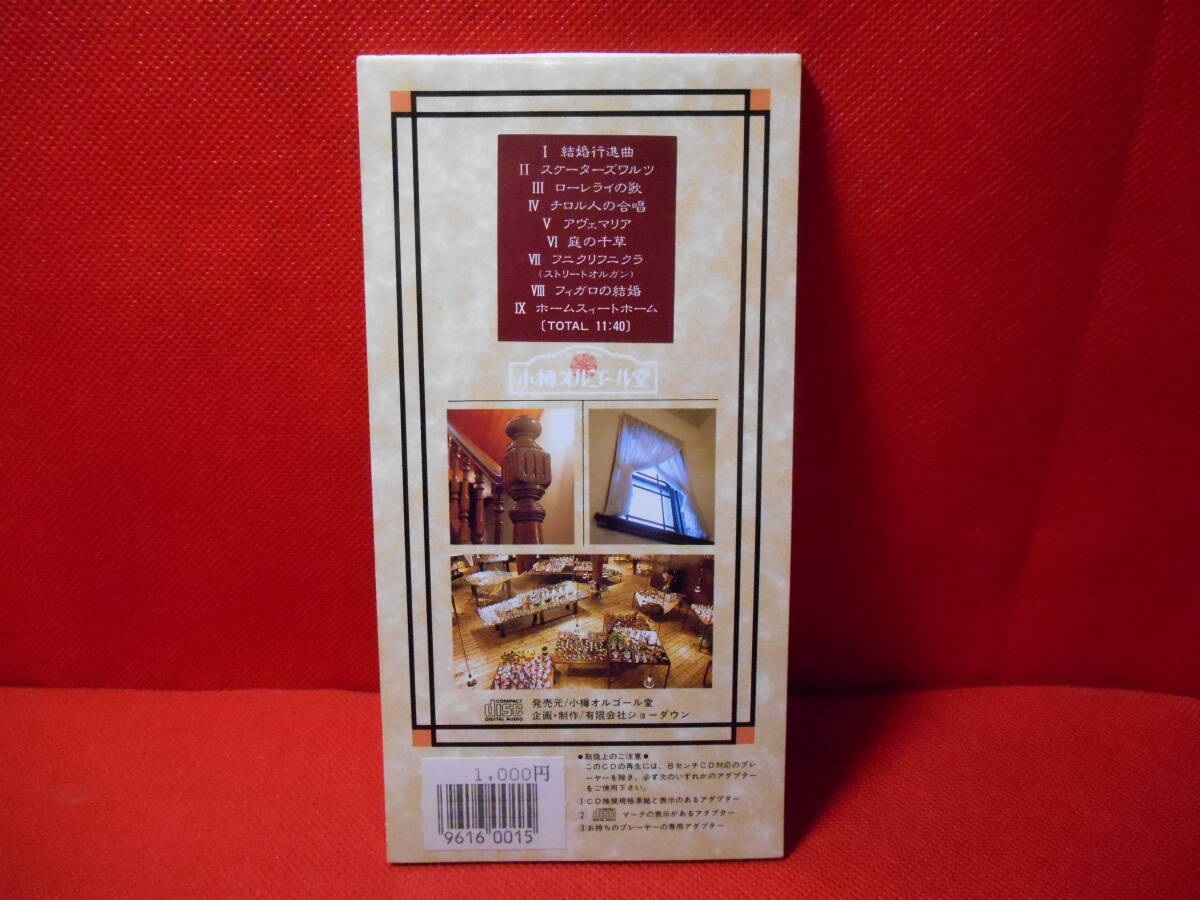 I 結婚行進曲
II スケーターズワルツ
III ローレライの歌
IV チロル人の合唱
V アヴェマリア
VI 庭の千草
VII フニクリフニクラ
(ストリートオルガン)
VIII フィガロの結婚
IX ホームスィートホーム
〔TOTAL 11:40〕
小樽オルゴール堂
COMPACT
disc
DIGITAL AUDIO
発売元/小樽オルゴール堂
企画・制作/有限会社ジョーダウン
●取扱上のご注意●
このCDの再生には、8センチCD対応のプレ
ーヤーを除き、必ず次のいずれかのアダプター
をご使用下さい。
①CD推奨規格準拠と表示のあるアダプター
② マークの表示があるアダプター
③お持ちのプレーヤーの専用アダプター
1,000円
9616 0015